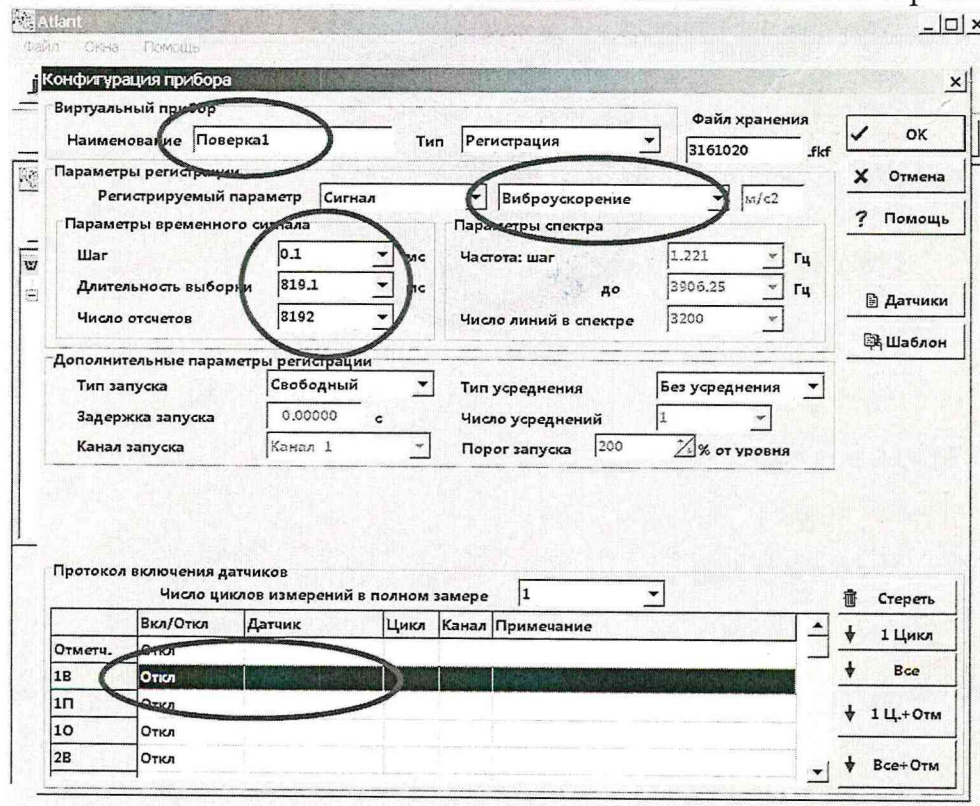 Atlant
Файл Окна Помощь
Конфигурация прибора
Виртуальный прибор
Наименование Поверка1 Тип Регистрация Файл хранения 3161020 .fkf
OK
Параметры регистрации
Отмена
Регистрируемый параметр Сигнал Виброускорение м/с2
Помощь
Параметры временного сигнала
Параметры спектра
Шаг 0.1 мс Частота: шаг 1.221 Гц
Длительность выборки 819.1 мс до 3906.25 Гц
Датчики
Число отсчетов 8192 Число линий в спектре 3200
Шаблон
Дополнительные параметры регистрации
Тип запуска Свободный Тип усреднения Без усреднения
Задержка запуска 0.00000 с Число усреднений 1
Канал запуска Канал 1 Порог запуска 200 % от уровня
Протокол включения датчиков
Число циклов измерений в полном замере 1
Стереть
Вкл/Откл Датчик Цикл Канал Примечание
1 Цикл
Отметч. Откл
1В Откл
Все
1П Откл
1 Ц.+Отм
1О Откл
2В Откл
Все+Отм